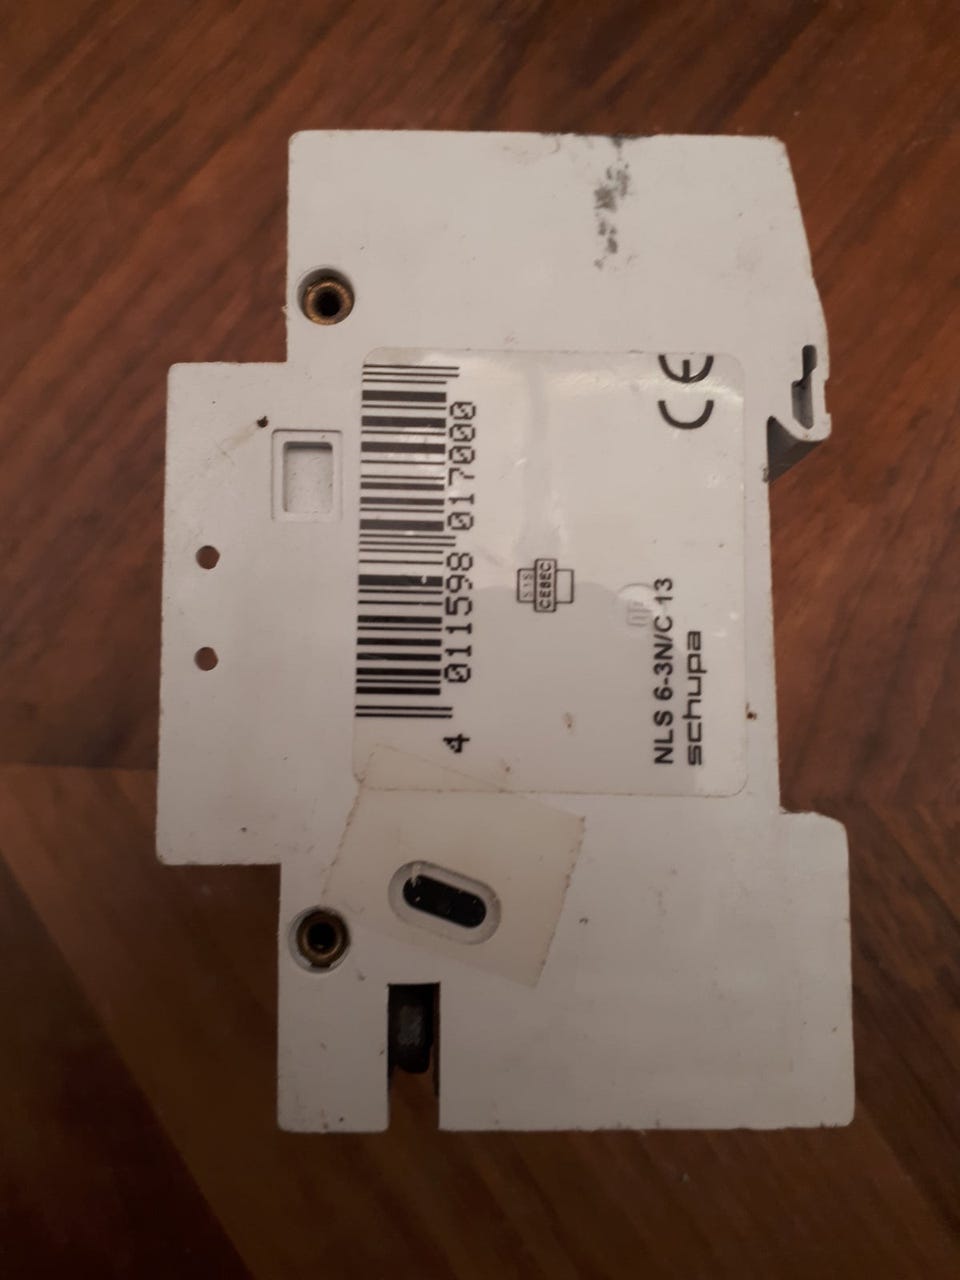 CE
4 011598 017000
CEBEC
NLS 6-3N/C 13
schupa